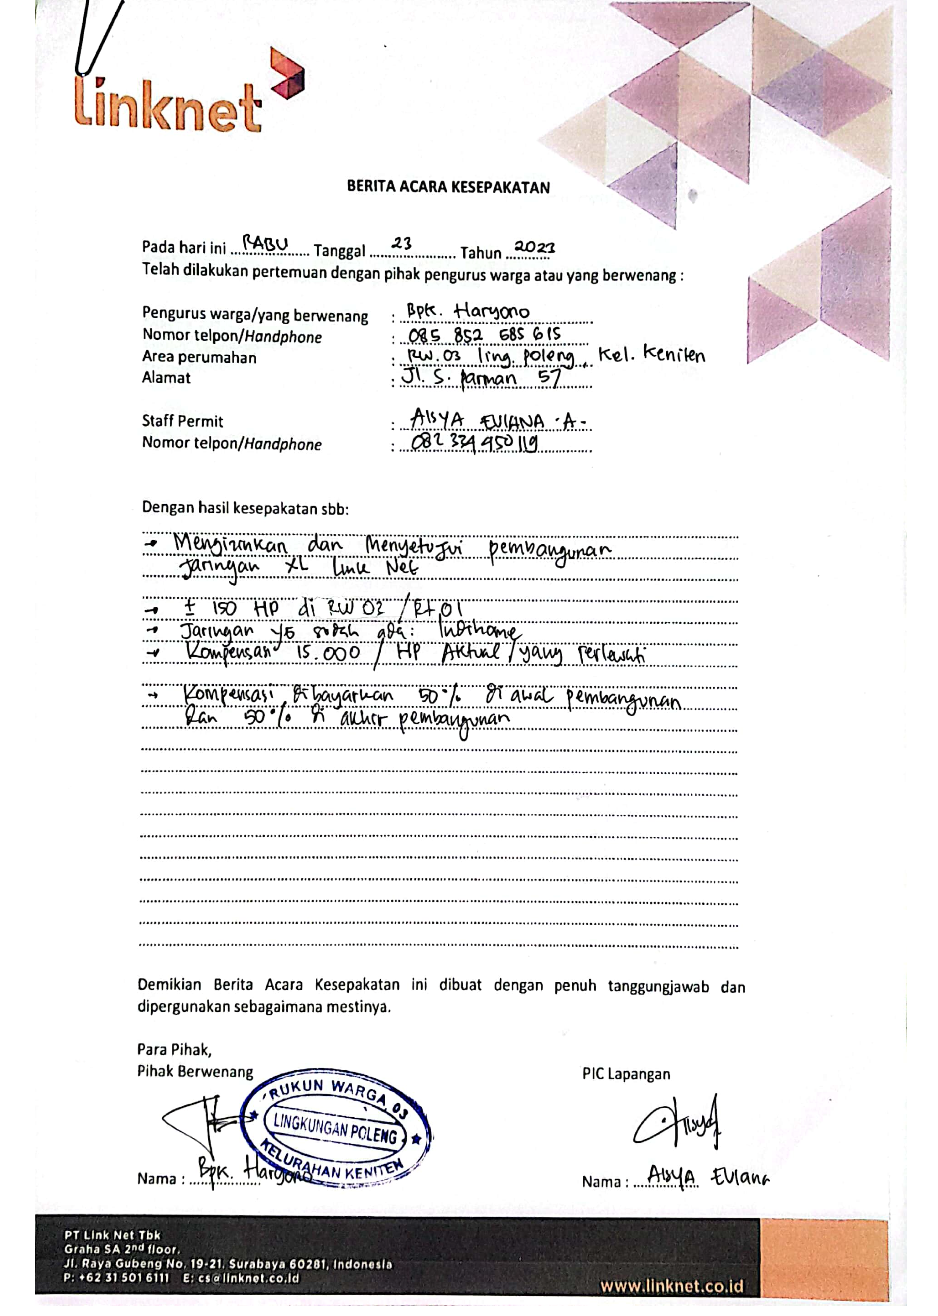 linknet
BERITA ACARA KESEPAKATAN
Pada hari ini ... RABU ... Tanggal ... 23 ... Tahun ... 2023
Telah dilakukan pertemuan dengan pihak pengurus warga atau yang berwenang :
Pengurus warga/yang berwenang : Bpk. Haryono
Nomor telpon/Handphone : 085 852 685 615
Area perumahan : RW. 03 ling. poleng, Kel. Keniten
Alamat : Jl. S. Parman 57
Staff Permit : AISYA EVIANA -A-
Nomor telpon/Handphone : 082 334 950 119
Dengan hasil kesepakatan sbb:
→ Mengizinkan dan Menyetujui pembangunan
Jaringan XL Link Net
→ ± 150 HP di RW 03 / Rt 01
→ Jaringan yg sudah ada: Indihome
→ Kompensasi 15.000 / HP Aktual / yang terlewati
→ Kompensasi dibayarkan 50 % di awal pembangunan
dan 50 % di akhir pembangunan
Demikian Berita Acara Kesepakatan ini dibuat dengan penuh tanggungjawab dan
dipergunakan sebagaimana mestinya.
Para Pihak,
Pihak Berwenang
PIC Lapangan
RUKUN WARGA 03
LINGKUNGAN POLENG
KELURAHAN KENITEN
Nama : Bpk. Haryono
Nama : AISYA EVIANA
PT Link Net Tbk
Graha SA 2nd floor,
Jl. Raya Gubeng No. 19-21, Surabaya 60281, Indonesia
P: +62 31 501 6111 E: cs@linknet.co.id
www.linknet.co.id